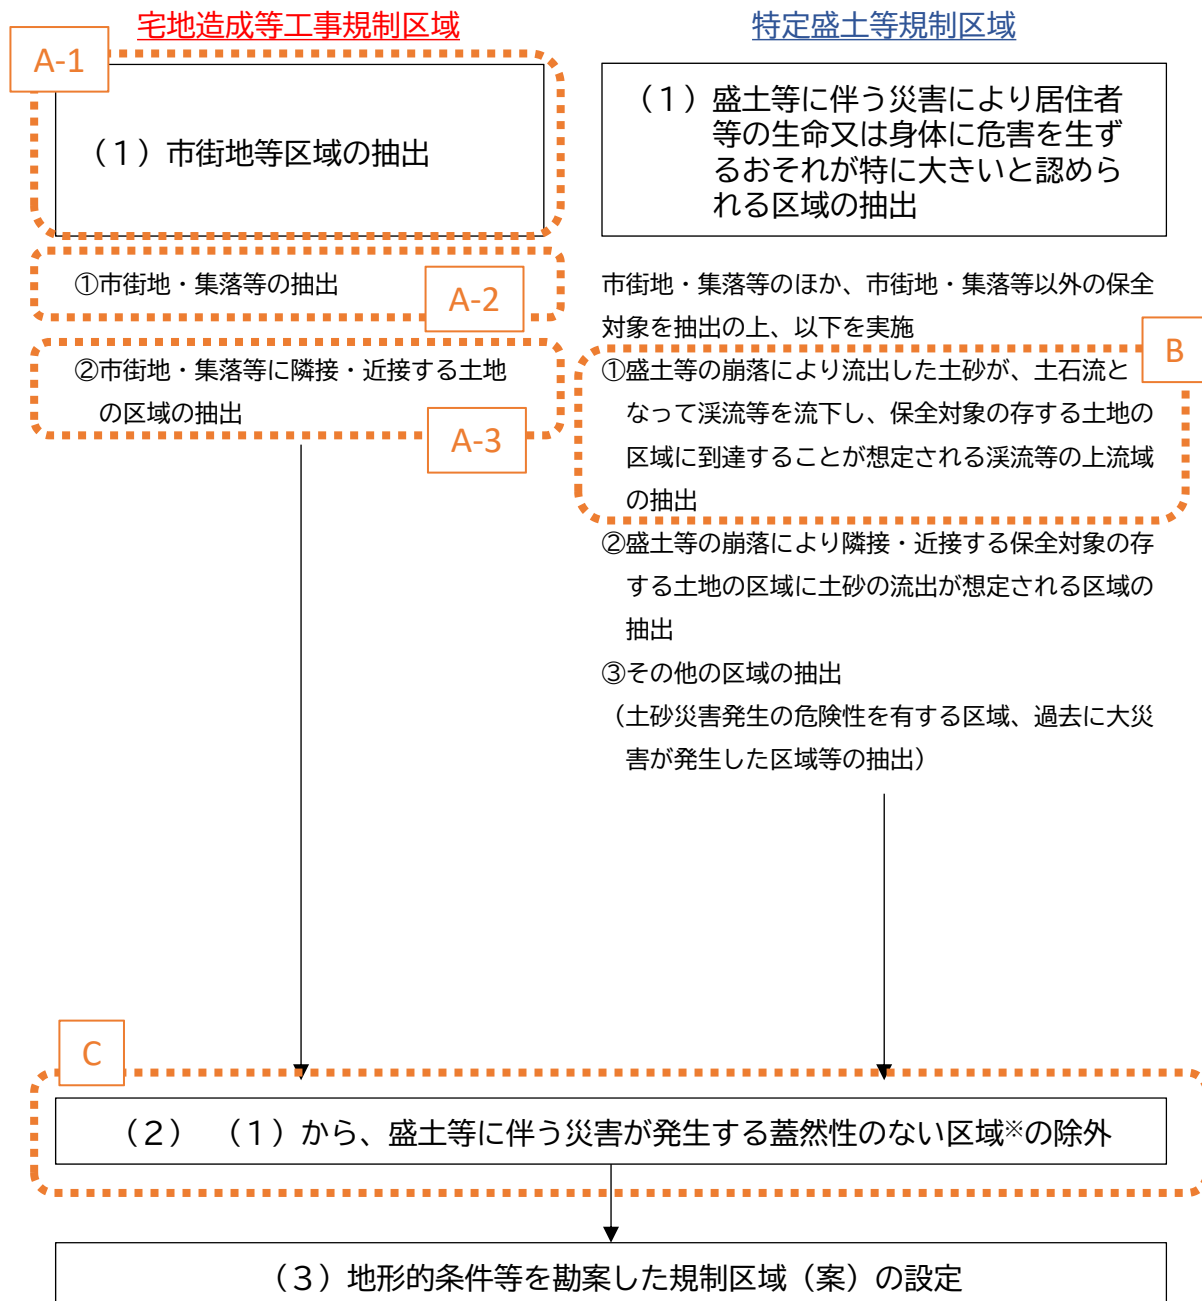 宅地造成等工事規制区域
A-1
（１）市街地等区域の抽出
①市街地・集落等の抽出
A-2
②市街地・集落等に隣接・近接する土地
の区域の抽出
A-3
特定盛土等規制区域
（１）盛土等に伴う災害により居住者
等の生命又は身体に危害を生ず
るおそれが特に大きいと認めら
れる区域の抽出
市街地・集落等のほか、市街地・集落等以外の保全
対象を抽出の上、以下を実施
B
①盛土等の崩落により流出した土砂が、土石流と
なって渓流等を流下し、保全対象の存する土地の
区域に到達することが想定される渓流等の上流域
の抽出
②盛土等の崩落により隣接・近接する保全対象の存
する土地の区域に土砂の流出が想定される区域の
抽出
③その他の区域の抽出
（土砂災害発生の危険性を有する区域、過去に大災
害が発生した区域等の抽出）
C
（２）　（１）から、盛土等に伴う災害が発生する蓋然性のない区域※の除外
（３）地形的条件等を勘案した規制区域（案）の設定